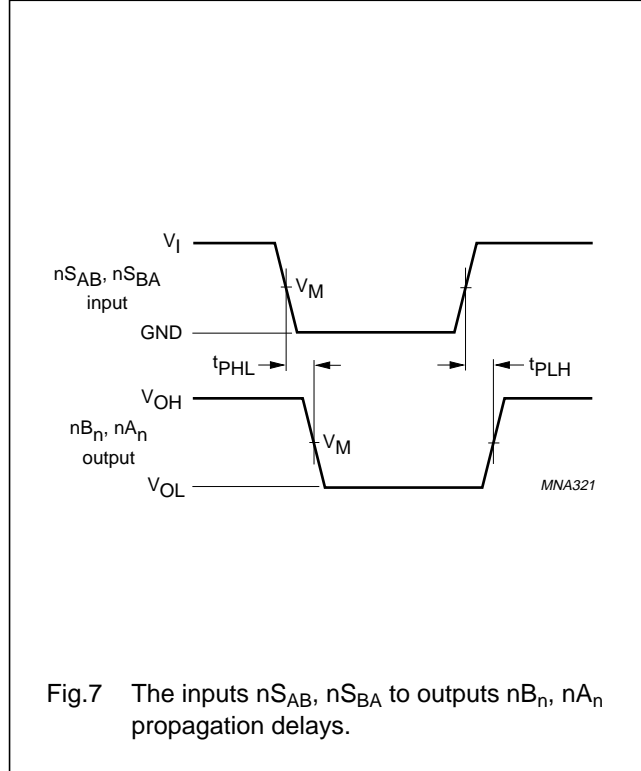 V_I
nS_AB, nS_BA
input
V_M
GND
t_PHL
t_PLH
V_OH
nB_n, nA_n
output
V_M
V_OL
MNA321
Fig.7 The inputs nS_AB, nS_BA to outputs nB_n, nA_n
propagation delays.